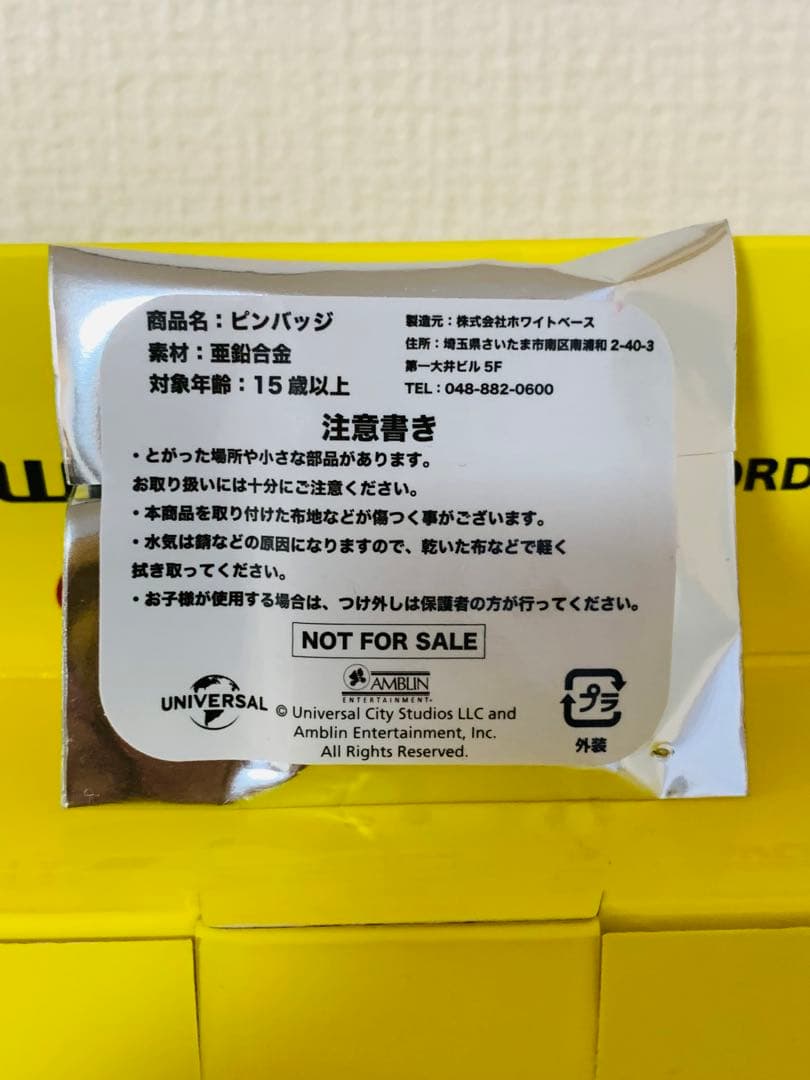 商品名：ピンバッジ
素材：亜鉛合金
対象年齢：15歳以上
製造元：株式会社ホワイトベース
住所：埼玉県さいたま市南区南浦和2-40-3
第一大井ビル5F
TEL：048-882-0600
注意書き
・とがった場所や小さな部品があります。
お取り扱いには十分にご注意ください。
・本商品を取り付けた布地などが傷つく事がございます。
・水気は錆などの原因になりますので、乾いた布などで軽く
拭き取ってください。
・お子様が使用する場合は、つけ外しは保護者の方が行ってください。
NOT FOR SALE
UNIVERSAL
AMBLIN
ENTERTAINMENT
© Universal City Studios LLC and
Amblin Entertainment, Inc.
All Rights Reserved.
プラ
外装